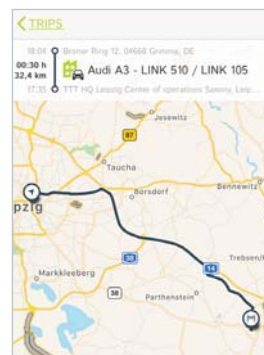 TRIPS
18:04 Broner Ring 12, 04668 Grimma, DE
00:30 h
32,4 km
Audi A3 - LINK 510 / LINK 105
17:35 TTT HQ Leipzig Center of operations Sammy, Leip...
Jesewitz
87
Taucha
pzig
Borsdorf
Bennewitz
38
14
Trebsen/
Markkleeberg
38
Parthenstein